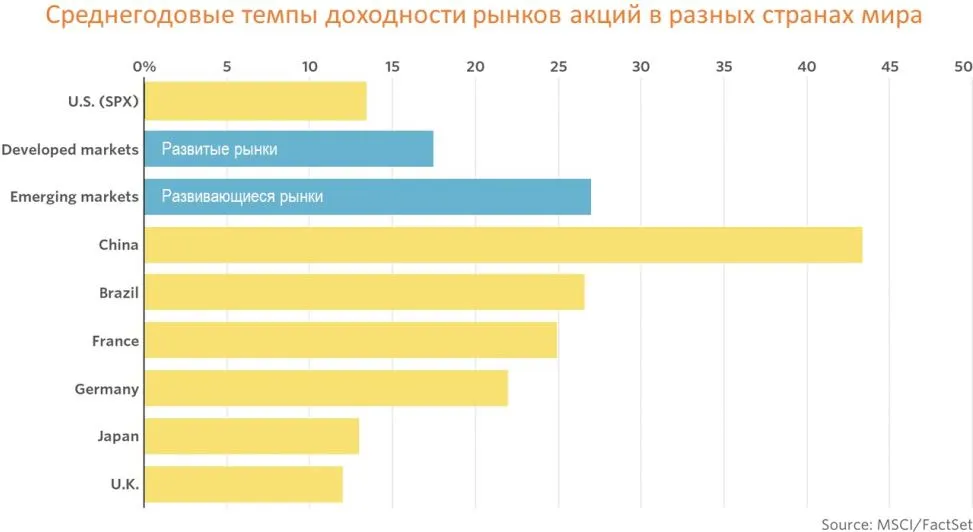 Среднегодовые темпы доходности рынков акций в разных странах мира
0% 5 10 15 20 25 30 35 40 45 50
U.S. (SPX)
Developed markets Развитые рынки
Emerging markets Развивающиеся рынки
China
Brazil
France
Germany
Japan
U.K.
Source: MSCI/FactSet